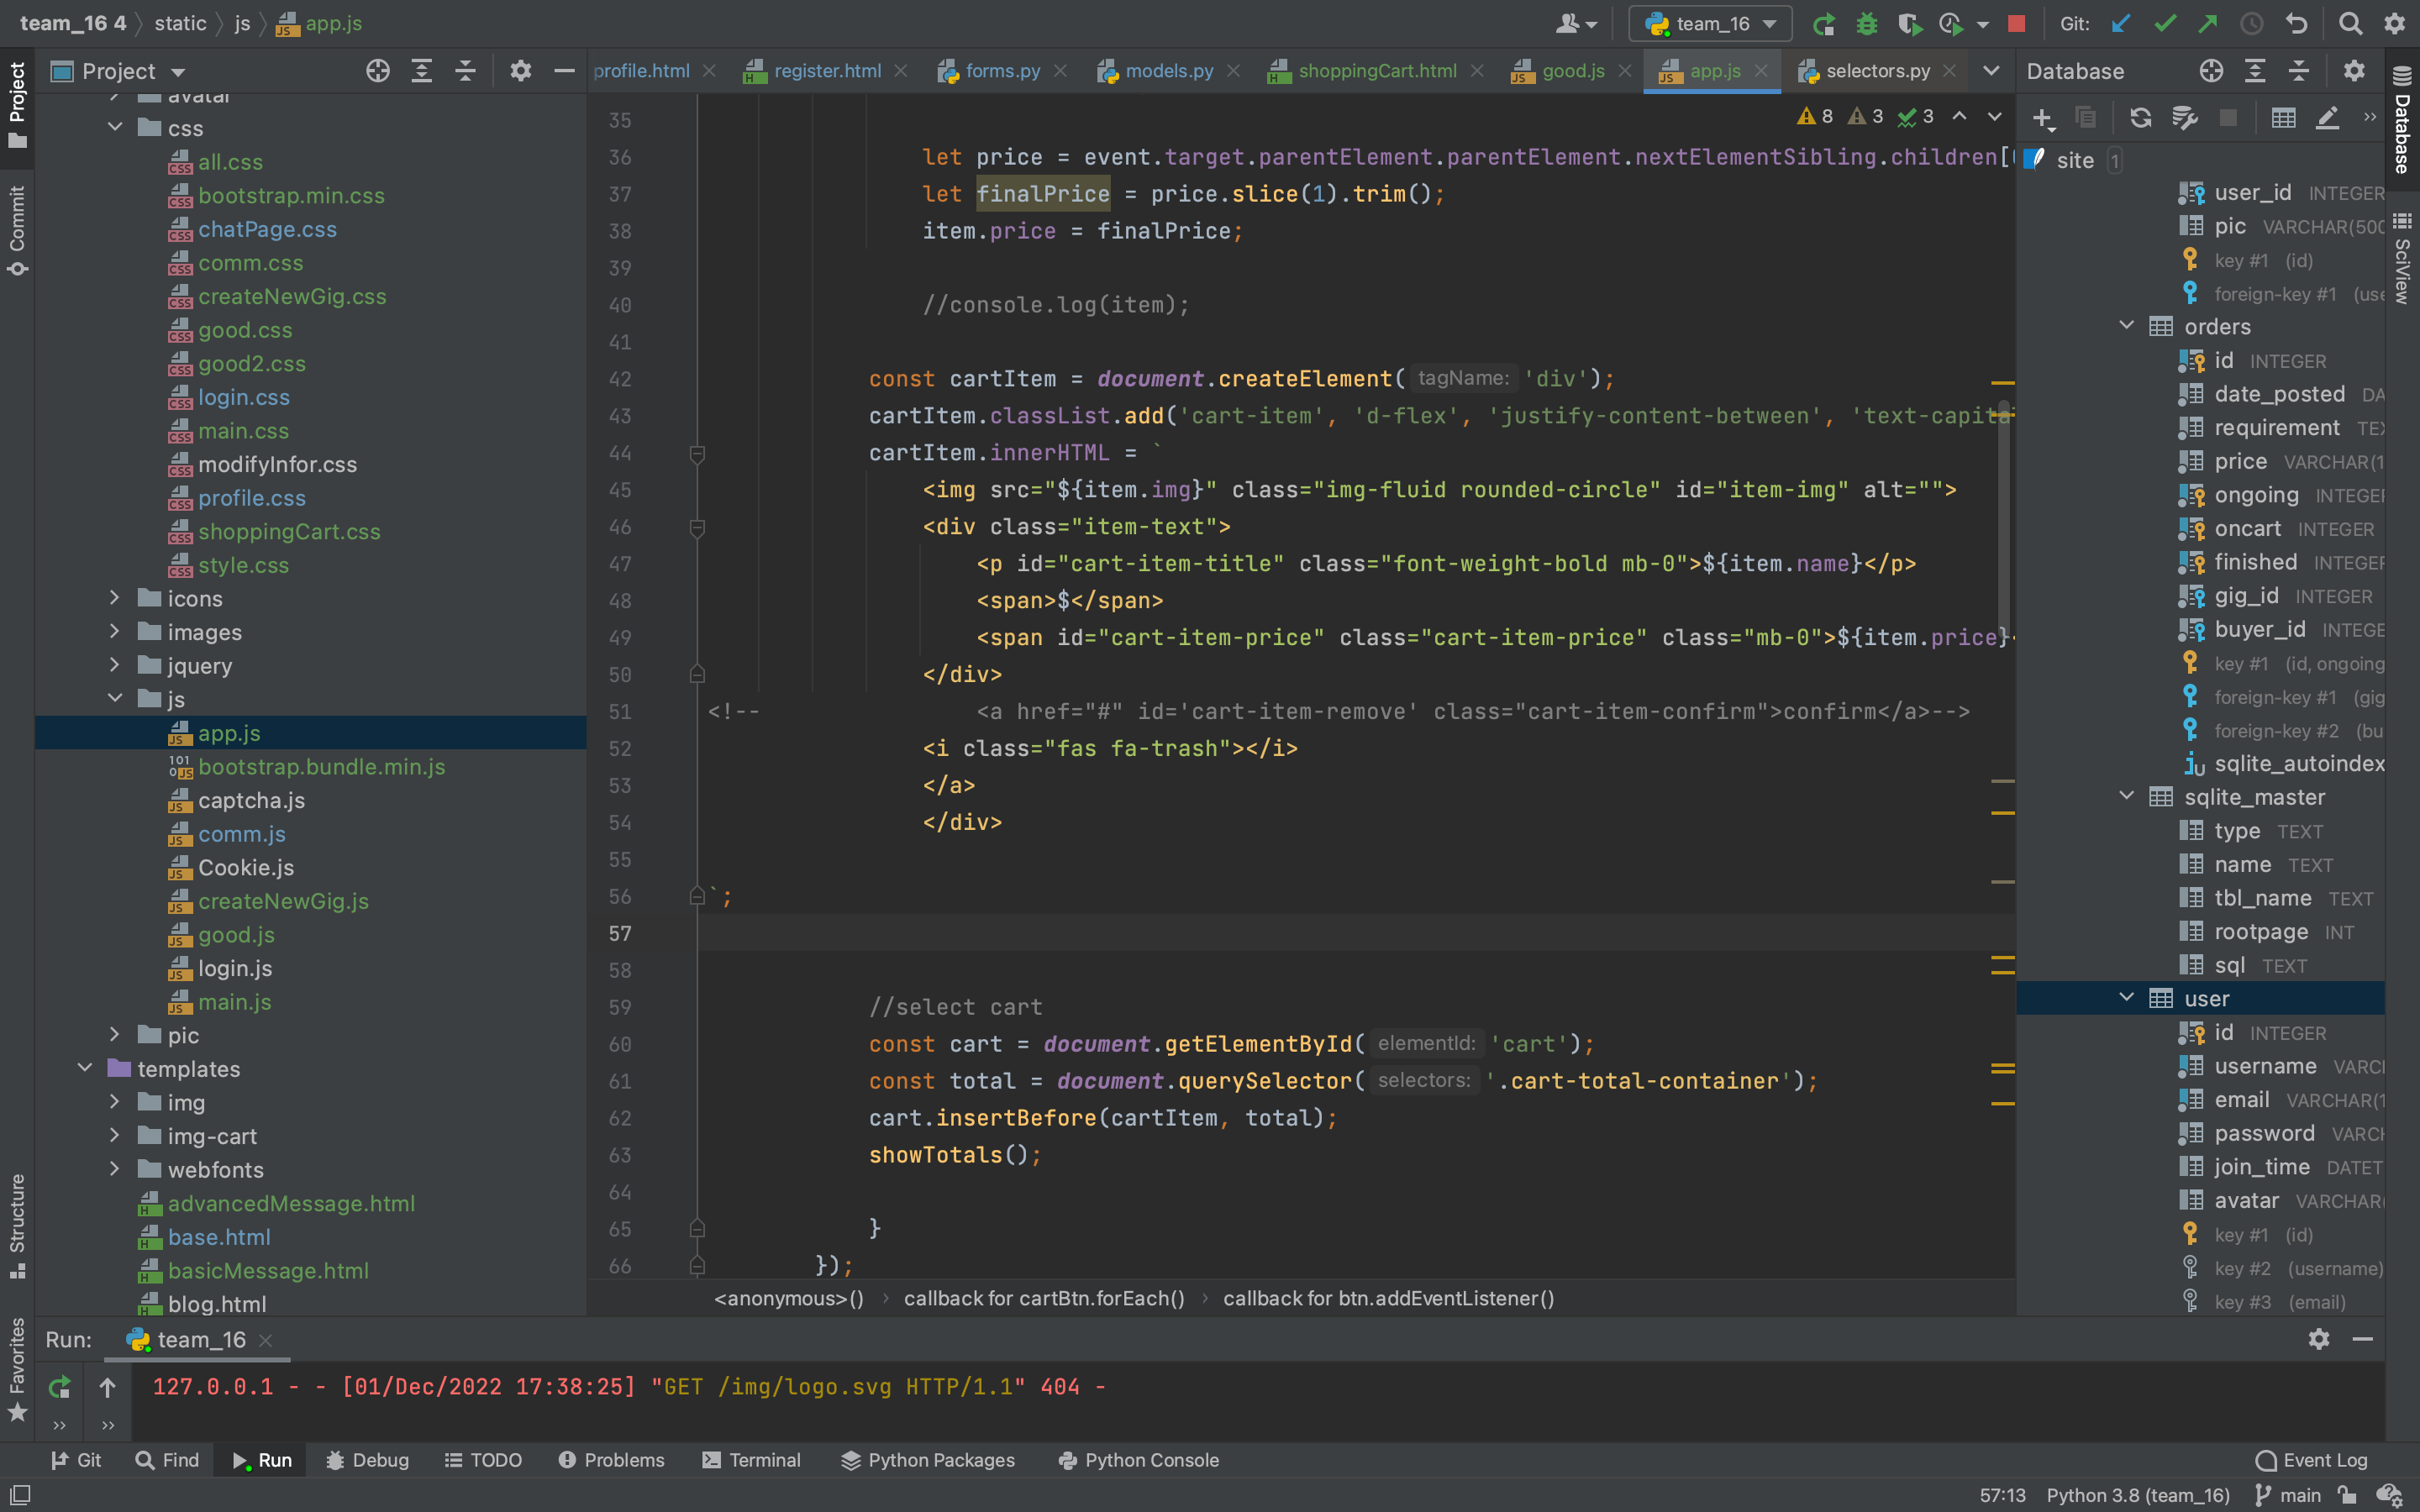 team_16 4 static js app.js
team_16
Git:
Project
profile.html register.html forms.py models.py shoppingCart.html good.js app.js selectors.py
Database
Project
Commit
Structure
Favorites
avatar
css
all.css
bootstrap.min.css
chatPage.css
comm.css
createNewGig.css
good.css
good2.css
login.css
main.css
modifyInfor.css
profile.css
shoppingCart.css
style.css
icons
images
jquery
js
app.js
bootstrap.bundle.min.js
captcha.js
comm.js
Cookie.js
createNewGig.js
good.js
login.js
main.js
pic
templates
img
img-cart
webfonts
advancedMessage.html
base.html
basicMessage.html
blog.html
8 3 3
35
36 let price = event.target.parentElement.parentElement.nextElementSibling.children[
37 let finalPrice = price.slice(1).trim();
38 item.price = finalPrice;
39
40 //console.log(item);
41
42 const cartItem = document.createElement( tagName: 'div');
43 cartItem.classList.add('cart-item', 'd-flex', 'justify-content-between', 'text-capita
44 cartItem.innerHTML = `
45 <img src="${item.img}" class="img-fluid rounded-circle" id="item-img" alt="">
46 <div class="item-text">
47 <p id="cart-item-title" class="font-weight-bold mb-0">${item.name}</p>
48 <span>$</span>
49 <span id="cart-item-price" class="cart-item-price" class="mb-0">${item.price}
50 </div>
51 <!-- <a href="#" id='cart-item-remove' class="cart-item-confirm">confirm</a>-->
52 <i class="fas fa-trash"></i>
53 </a>
54 </div>
55
56 `;
57
58
59 //select cart
60 const cart = document.getElementById( elementId: 'cart');
61 const total = document.querySelector( selectors: '.cart-total-container');
62 cart.insertBefore(cartItem, total);
63 showTotals();
64
65 }
66 });
<anonymous>() callback for cartBtn.forEach() callback for btn.addEventListener()
site 1
user_id INTEGER
pic VARCHAR(500
key #1 (id)
foreign-key #1 (use
orders
id INTEGER
date_posted DA
requirement TEX
price VARCHAR(1
ongoing INTEGER
oncart INTEGER
finished INTEGER
gig_id INTEGER
buyer_id INTEGE
key #1 (id, ongoing
foreign-key #1 (gig
foreign-key #2 (bu
sqlite_autoindex
sqlite_master
type TEXT
name TEXT
tbl_name TEXT
rootpage INT
sql TEXT
user
id INTEGER
username VARC
email VARCHAR(1
password VARCH
join_time DATET
avatar VARCHAR(
key #1 (id)
key #2 (username)
key #3 (email)
Database
SciView
Run: team_16
127.0.0.1 - - [01/Dec/2022 17:38:25] "GET /img/logo.svg HTTP/1.1" 404 -
Git Find Run Debug TODO Problems Terminal Python Packages Python Console Event Log
57:13 Python 3.8 (team_16) main